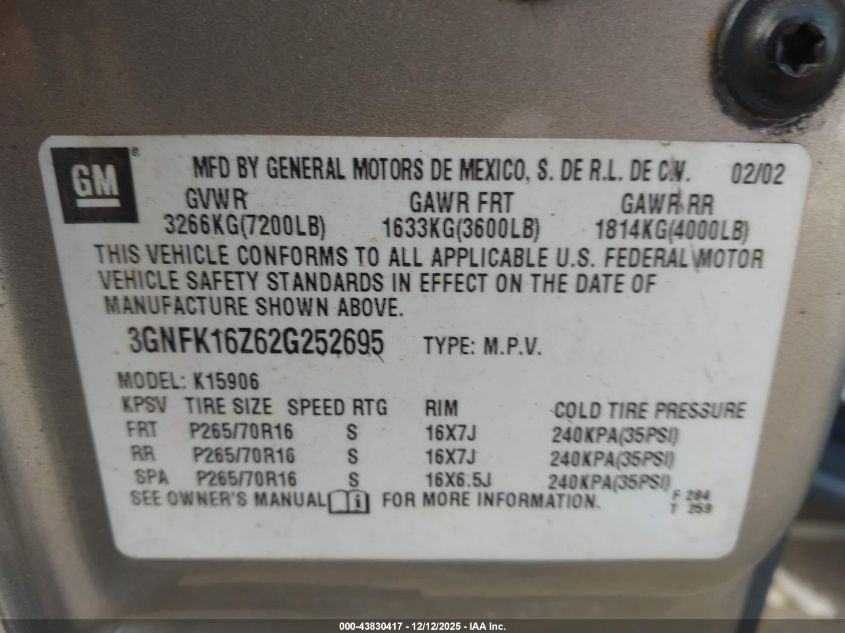 GM ® MFD BY GENERAL MOTORS DE MEXICO, S. DE R.L. DE C.V. 02/02
GVWR GAWR FRT GAWR RR
3266KG(7200LB) 1633KG(3600LB) 1814KG(4000LB)
THIS VEHICLE CONFORMS TO ALL APPLICABLE U.S. FEDERAL MOTOR
VEHICLE SAFETY STANDARDS IN EFFECT ON THE DATE OF
MANUFACTURE SHOWN ABOVE.
3GNFK16Z62G252695 TYPE: M.P.V.
MODEL: K15906
KPSV TIRE SIZE SPEED RTG RIM COLD TIRE PRESSURE
FRT P265/70R16 S 16X7J 240KPA(35PSI)
RR P265/70R16 S 16X7J 240KPA(35PSI)
SPA P265/70R16 S 16X6.5J 240KPA(35PSI)
SEE OWNER'S MANUAL i FOR MORE INFORMATION. F 284
T 259
000-43830417 - 12/12/2025 - IAA Inc.